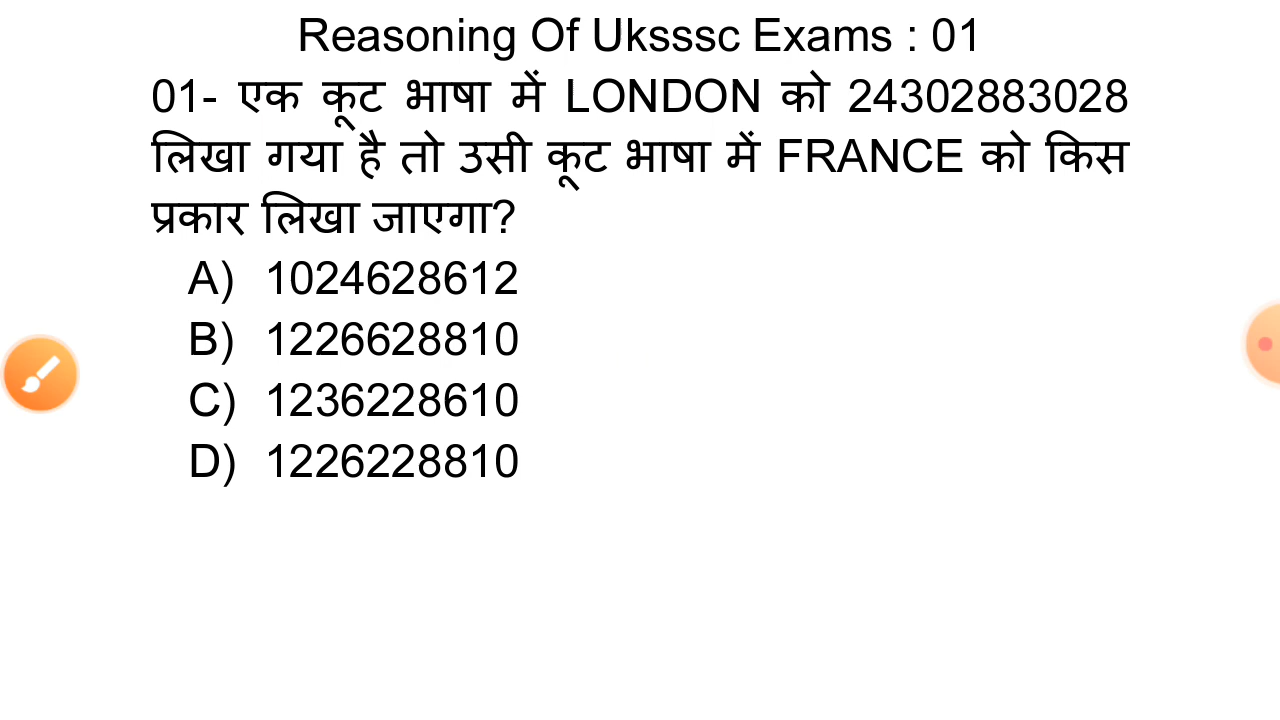 Reasoning Of Uksssc Exams : 01
01- एक कूट भाषा में LONDON को 24302883028
लिखा गया है तो उसी कूट भाषा में FRANCE को किस
प्रकार लिखा जाएगा?
A) 1024628612
B) 1226628810
C) 1236228610
D) 1226228810